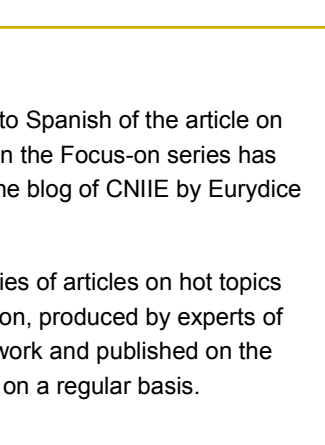 to Spanish of the article on
n the Focus-on series has
he blog of CNIIE by Eurydice
ies of articles on hot topics
on, produced by experts of
work and published on the
on a regular basis.